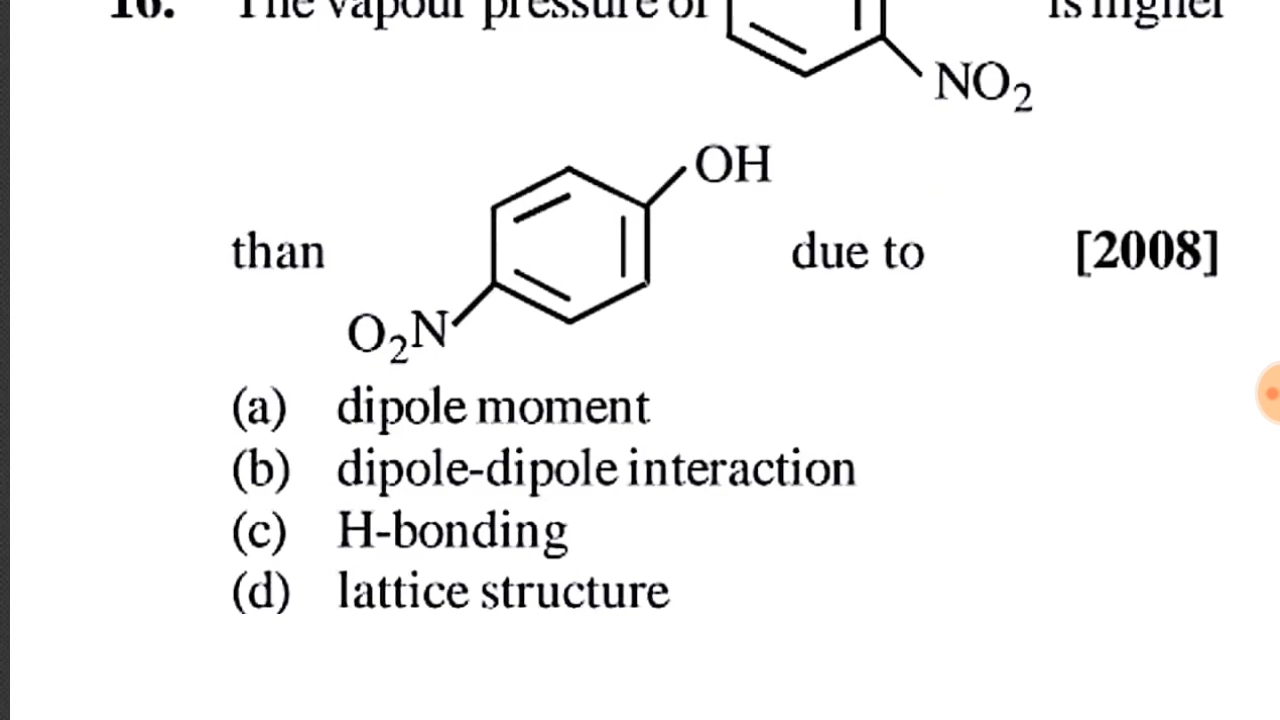 16. The vapour pressure of is higher
NO₂
OH
than due to [2008]
O₂N
(a) dipole moment
(b) dipole-dipole interaction
(c) H-bonding
(d) lattice structure